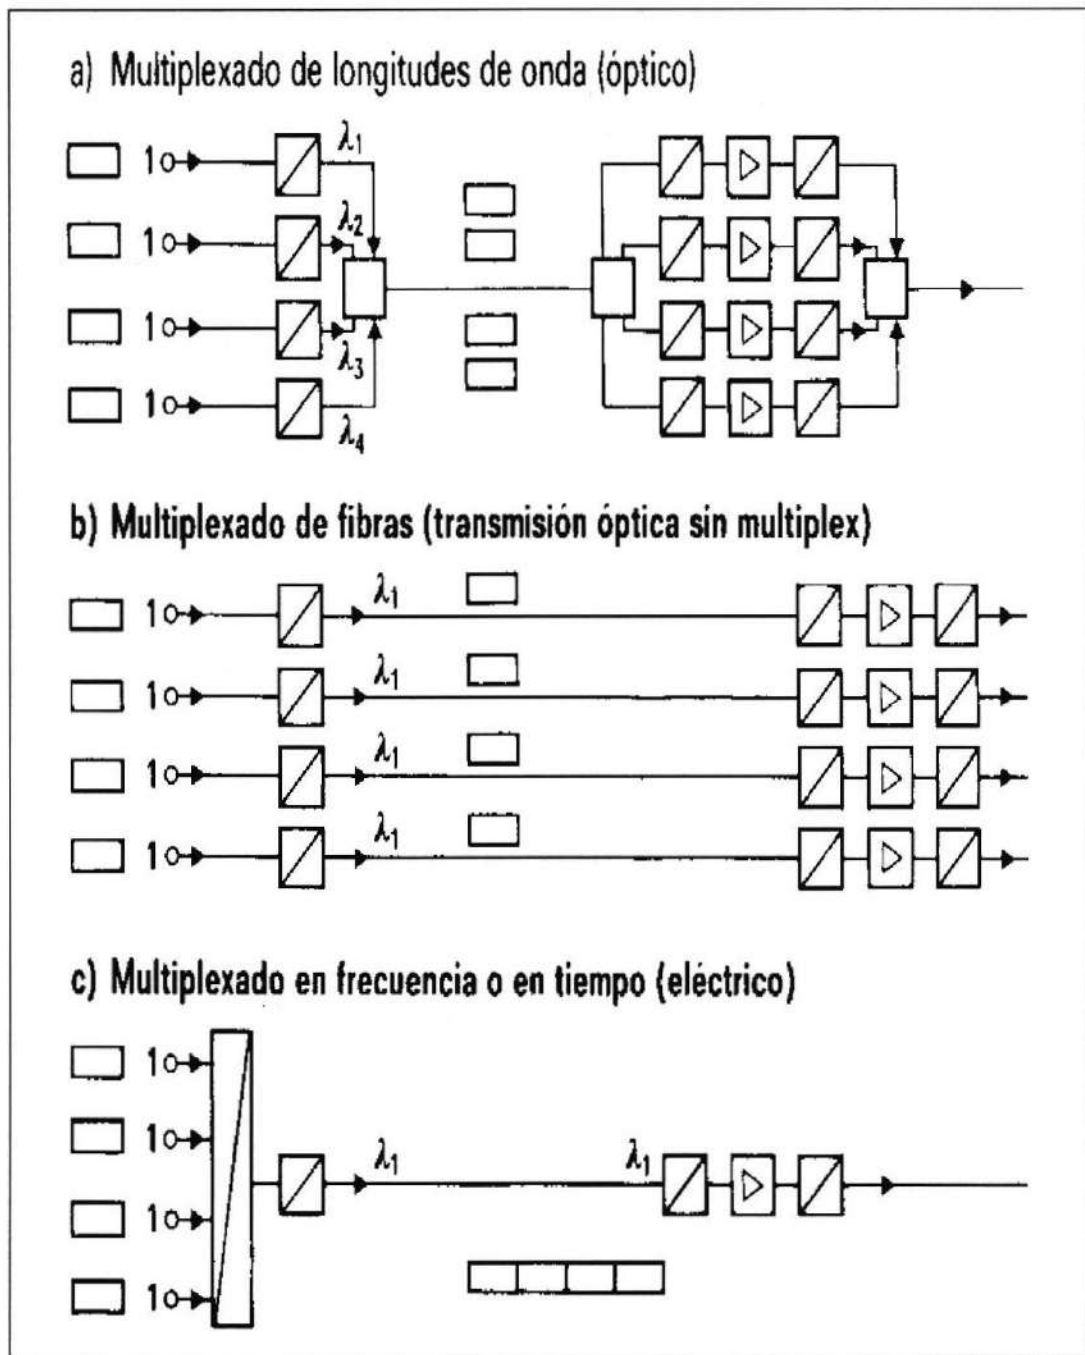 a) Multiplexado de longitudes de onda (óptico)
1 λ1
1 λ2
1 λ3
1 λ4
b) Multiplexado de fibras (transmisión óptica sin multiplex)
1 λ1
1 λ1
1 λ1
1 λ1
c) Multiplexado en frecuencia o en tiempo (eléctrico)
1
1
λ1 λ1
1
1